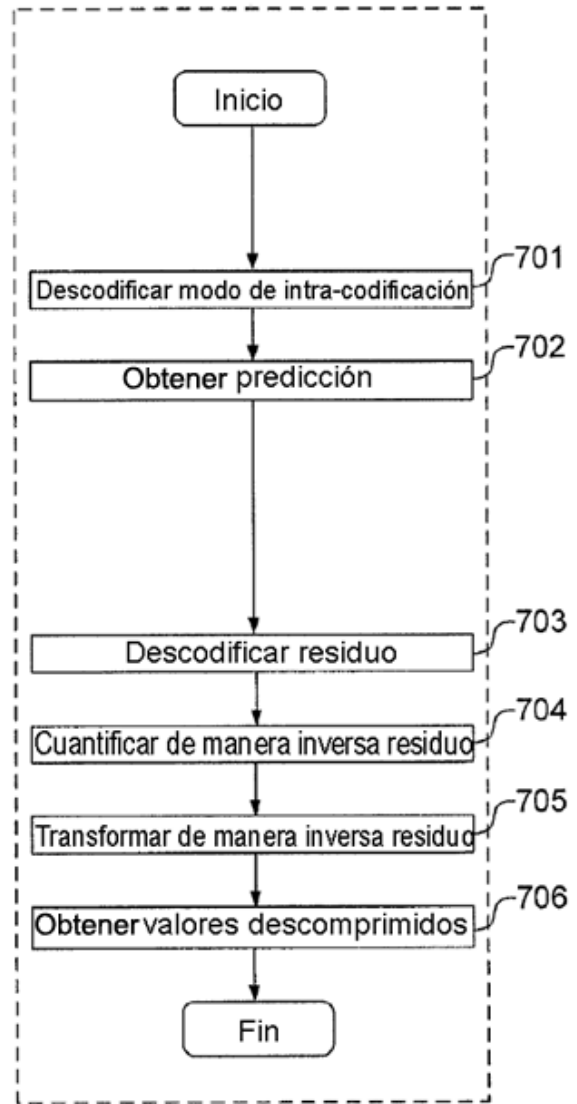 Inicio
701
Descodificar modo de intra-codificación
702
Obtener predicción
703
Descodificar residuo
704
Cuantificar de manera inversa residuo
705
Transformar de manera inversa residuo
706
Obtener valores descomprimidos
Fin